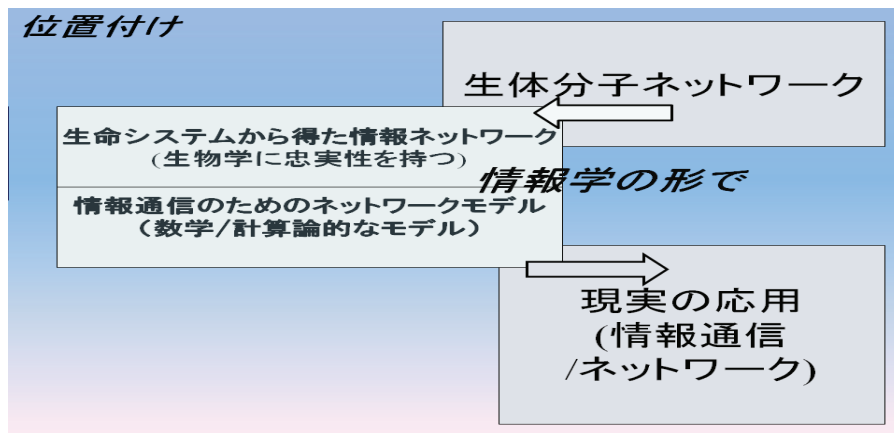 位置付け
生体分子ネットワーク
生命システムから得た情報ネットワーク
(生物学に忠実性を持つ)
情報学の形で
情報通信のためのネットワークモデル
(数学/計算論的なモデル)
現実の応用
(情報通信
/ネットワーク)